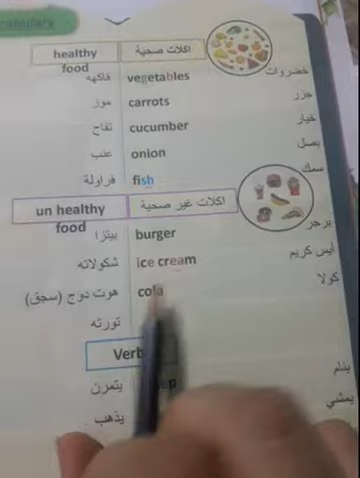 healthy food
اكلات صحية
فاكهه vegetables خضروات
موز carrots جزر
تفاح cucumber خيار
عنب onion بصل
فراولة fish سمك
un healthy food
اكلات غير صحية
بيتزا burger برجر
شكولاته ice cream أيس كريم
هوت دوج (سجق) cola كولا
تورته
Verb
يتمرن ينام
يذهب يمشي